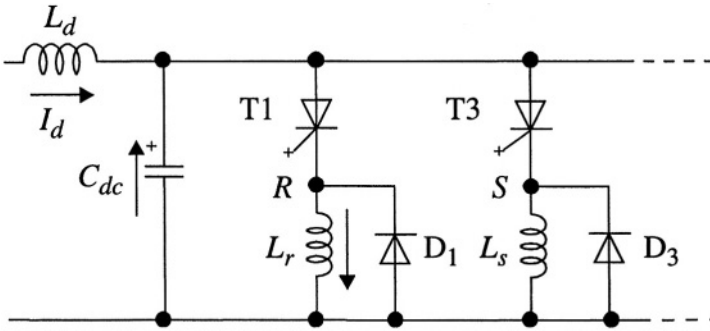 L_d
I_d
C_dc
+
T1
+
R
L_r
D_1
T3
+
S
L_s
D_3